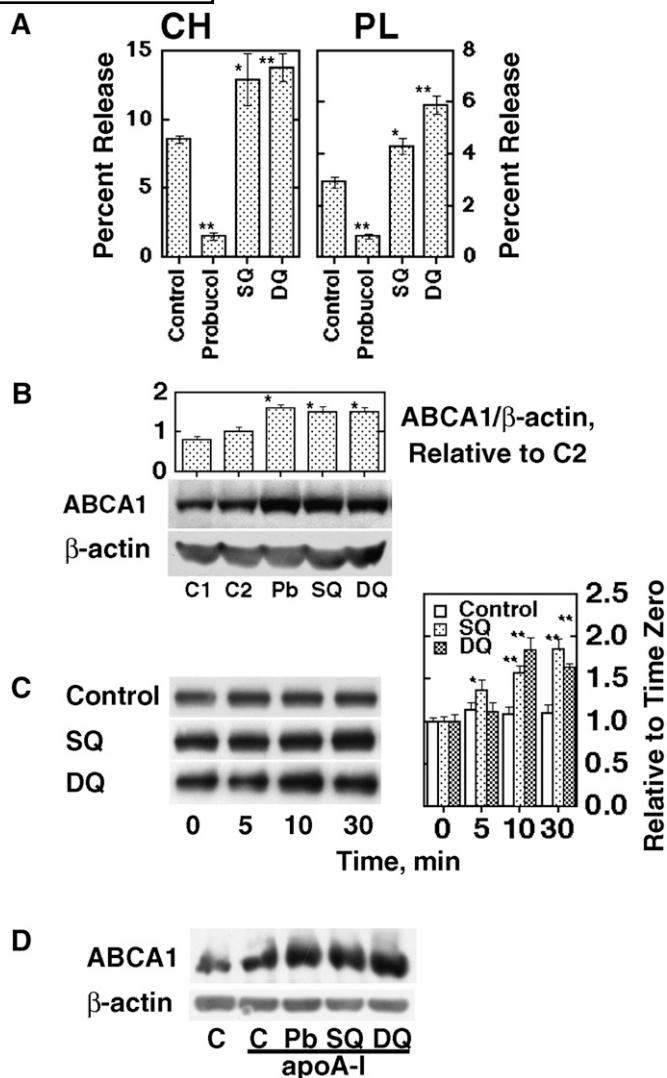 A
CH PL
15
10
5
0
Percent Release
8
6
4
2
0
Percent Release
* ** **
* ** **
Control Probucol SQ DQ
Control Probucol SQ DQ
B
2
1
0
* * *
ABCA1/β-actin,
Relative to C2
ABCA1
β-actin
C1 C2 Pb SQ DQ
C
Control
SQ
DQ
0 5 10 30
Time, min
Control
SQ
DQ
* ** ** ** **
2.5
2.0
1.5
1.0
0.5
0.0
Relative to Time Zero
0 5 10 30
D
ABCA1
β-actin
C C Pb SQ DQ
apoA-I